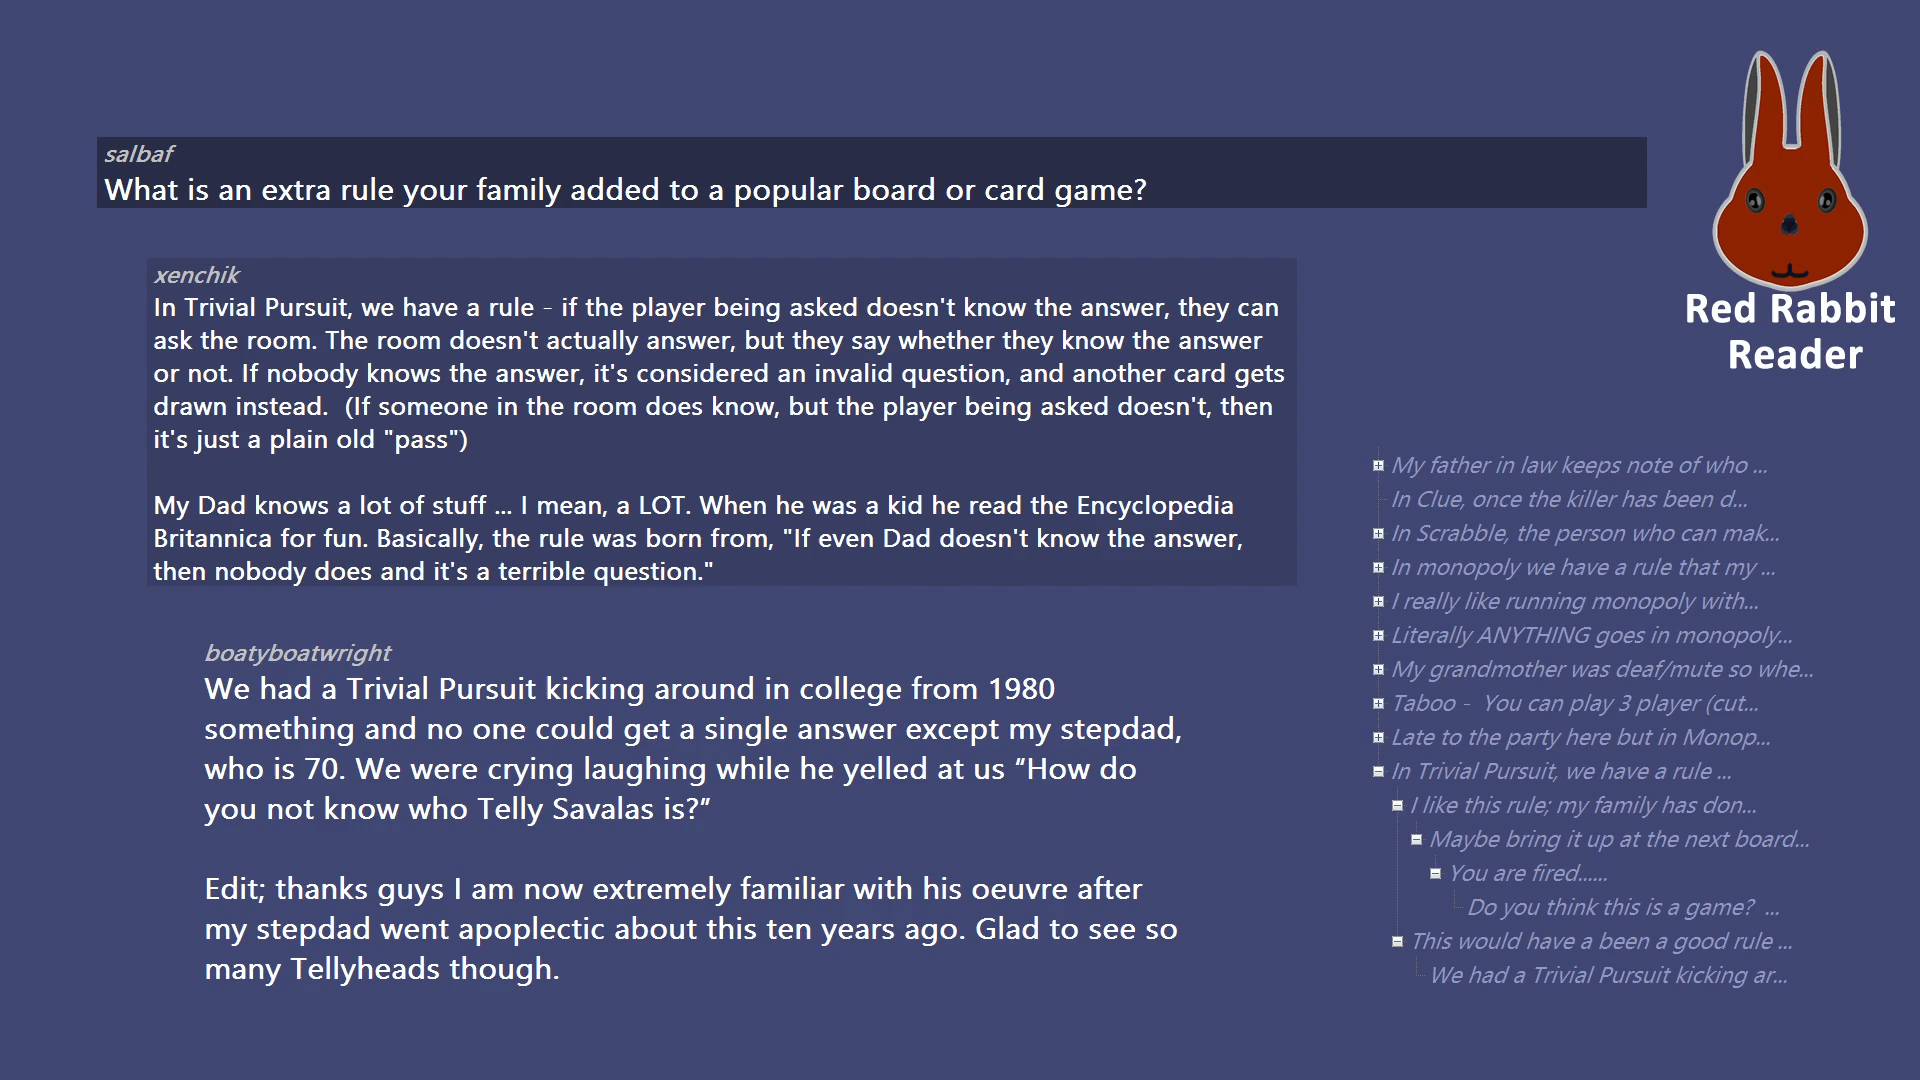 salbaf
What is an extra rule your family added to a popular board or card game?
xenchik
In Trivial Pursuit, we have a rule - if the player being asked doesn't know the answer, they can
ask the room. The room doesn't actually answer, but they say whether they know the answer
or not. If nobody knows the answer, it's considered an invalid question, and another card gets
drawn instead.  (If someone in the room does know, but the player being asked doesn't, then
it's just a plain old "pass")
My Dad knows a lot of stuff ... I mean, a LOT. When he was a kid he read the Encyclopedia
Britannica for fun. Basically, the rule was born from, "If even Dad doesn't know the answer,
then nobody does and it's a terrible question."
boatyboatwright
We had a Trivial Pursuit kicking around in college from 1980
something and no one could get a single answer except my stepdad,
who is 70. We were crying laughing while he yelled at us “How do
you not know who Telly Savalas is?”
Edit; thanks guys I am now extremely familiar with his oeuvre after
my stepdad went apoplectic about this ten years ago. Glad to see so
many Tellyheads though.
Red Rabbit
Reader
My father in law keeps note of who ...
In Clue, once the killer has been d...
In Scrabble, the person who can mak...
In monopoly we have a rule that my ...
I really like running monopoly with...
Literally ANYTHING goes in monopoly...
My grandmother was deaf/mute so whe...
Taboo -  You can play 3 player (cut...
Late to the party here but in Monop...
In Trivial Pursuit, we have a rule ...
I like this rule; my family has don...
Maybe bring it up at the next board...
You are fired......
Do you think this is a game?  ...
This would have a been a good rule ...
We had a Trivial Pursuit kicking ar...